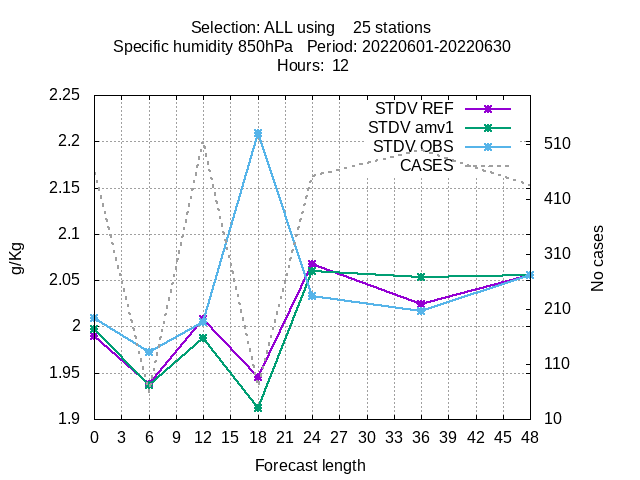 Selection: ALL using 25 stations
Specific humidity 850hPa Period: 20220601-20220630
Hours: 12
2.25
2.2
2.15
2.1
2.05
2
1.95
1.9
g/Kg
STDV REF
STDV amv1
STDV OBS
CASES
510
410
310
210
110
10
No cases
0 3 6 9 12 15 18 21 24 27 30 33 36 39 42 45 48
Forecast length